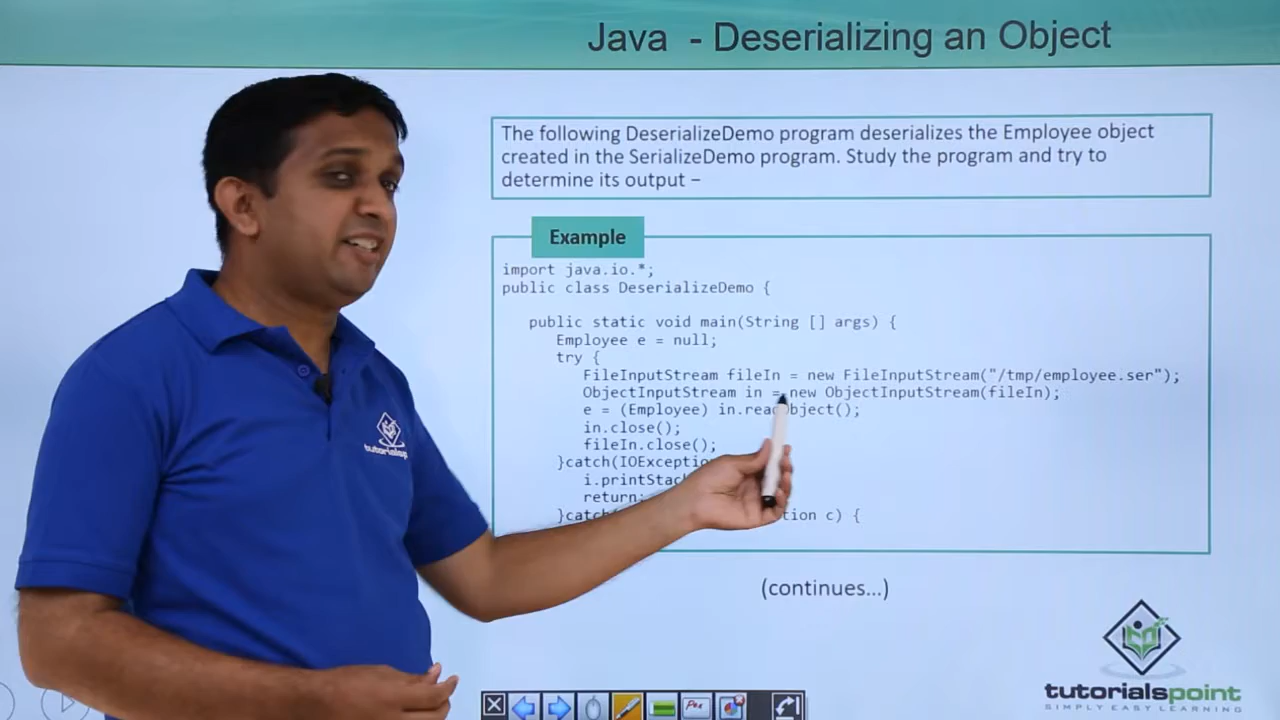 Java - Deserializing an Object
The following DeserializeDemo program deserializes the Employee object
created in the SerializeDemo program. Study the program and try to
determine its output –
Example
import java.io.*;
public class DeserializeDemo {
public static void main(String [] args) {
Employee e = null;
try {
FileInputStream fileIn = new FileInputStream("/tmp/employee.ser");
ObjectInputStream in = new ObjectInputStream(fileIn);
e = (Employee) in.readObject();
in.close();
fileIn.close();
}catch(IOExceptio
i.printStac
return;
}catch(
tion c) {
(continues...)
tutorialsp
tutorialspoint
SIMPLY EASY LEARNING